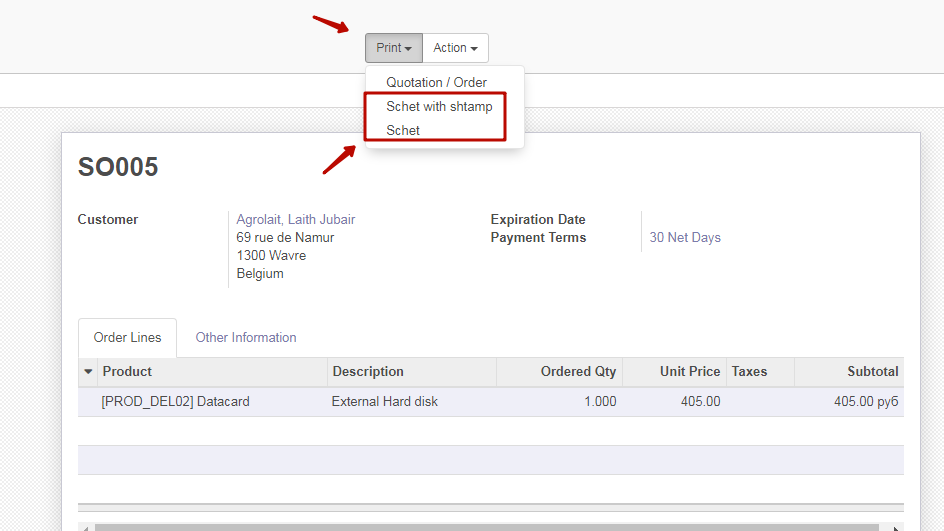 Print Action
Quotation / Order
Schet with shtamp
Schet
SO005
Customer Agrolait, Laith Jubair Expiration Date
69 rue de Namur Payment Terms 30 Net Days
1300 Wavre
Belgium
Order Lines Other Information
Product Description Ordered Qty Unit Price Taxes Subtotal
[PROD_DEL02] Datacard External Hard disk 1.000 405.00 405.00 руб